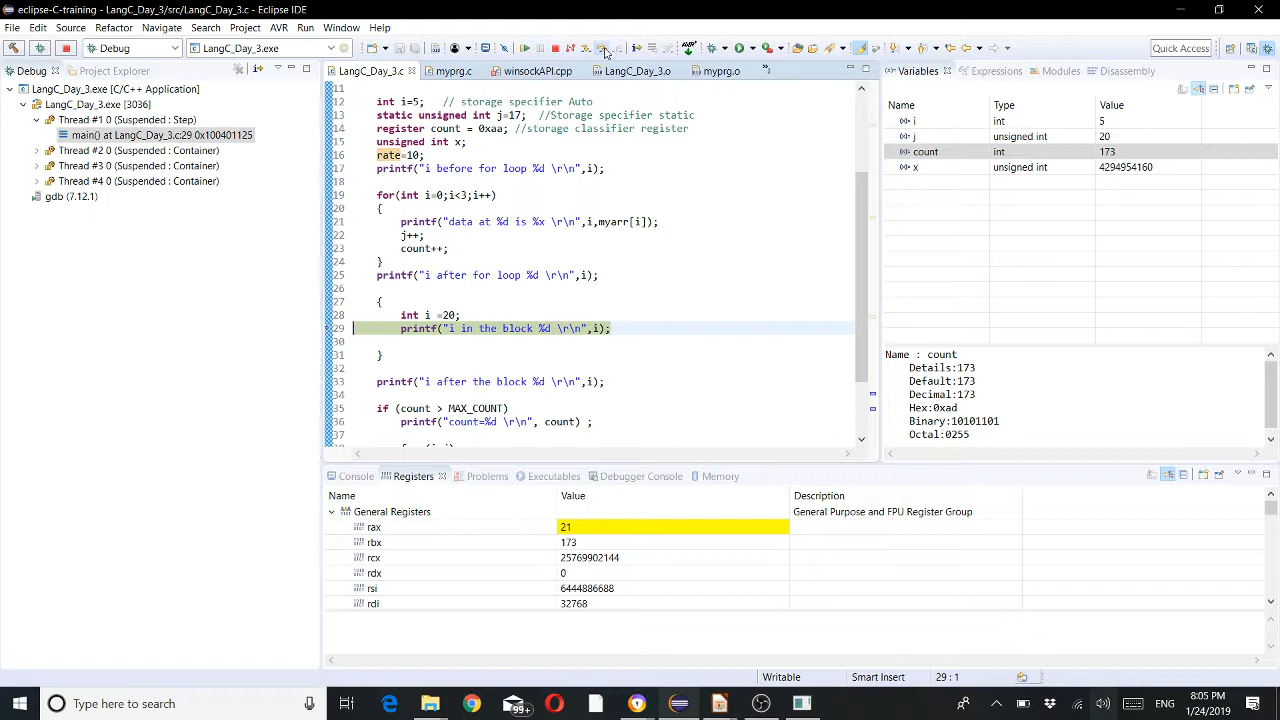 eclipse-C-training - LangC_Day_3/src/LangC_Day_3.c - Eclipse IDE
File Edit Source Refactor Navigate Search Project AVR Run Window Help
Debug LangC_Day_3.exe Quick Access
Debug Project Explorer
LangC_Day_3.exe [C/C++ Application]
LangC_Day_3.exe [3036]
Thread #1 0 (Suspended : Step)
main() at LangC_Day_3.c:29 0x100401125
Thread #2 0 (Suspended : Container)
Thread #3 0 (Suspended : Container)
Thread #4 0 (Suspended : Container)
gdb (7.12.1)
LangC_Day_3.c myprg.c winsockAPI.cpp LangC_Day_3.o myprg.o
11
12 int i=5; // storage specifier Auto
13 static unsigned int j=17; //Storage specifier static
14 register count = 0xaa; //storage classifier register
15 unsigned int x;
16 rate=10;
17 printf("i before for loop %d \r\n",i);
18
19 for(int i=0;i<3;i++)
20 {
21 printf("data at %d is %x \r\n",i,myarr[i]);
22 j++;
23 count++;
24 }
25 printf("i after for loop %d \r\n",i);
26
27 {
28 int i =20;
29 printf("i in the block %d \r\n",i);
30
31 }
32
33 printf("i after the block %d \r\n",i);
34
35 if (count > MAX_COUNT)
36 printf("count=%d \r\n", count) ;
37
Variables Expressions Modules Disassembly
Name Type Value
i int 5
j unsigned int 20
count int 173
x unsigned int 4294954160
Name : count
Details:173
Default:173
Decimal:173
Hex:0xad
Binary:10101101
Octal:0255
Console Registers Problems Executables Debugger Console Memory
Name Value Description
General Registers General Purpose and FPU Register Group
rax 21
rbx 173
rcx 25769902144
rdx 0
rsi 6444886688
rdi 32768
Writable Smart Insert 29 : 1
Type here to search
99+
8:05 PM
1/24/2019